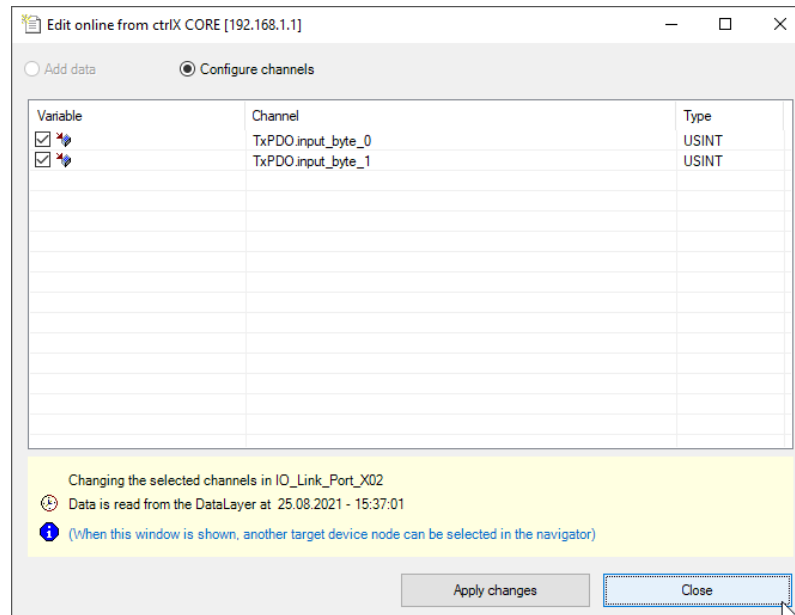 Edit online from ctrlX CORE [192.168.1.1]
Add data Configure channels
Variable Channel Type
TxPDO.input_byte_0 USINT
TxPDO.input_byte_1 USINT
Changing the selected channels in IO_Link_Port_X02
Data is read from the DataLayer at 25.08.2021 - 15:37:01
(When this window is shown, another target device node can be selected in the navigator)
Apply changes Close